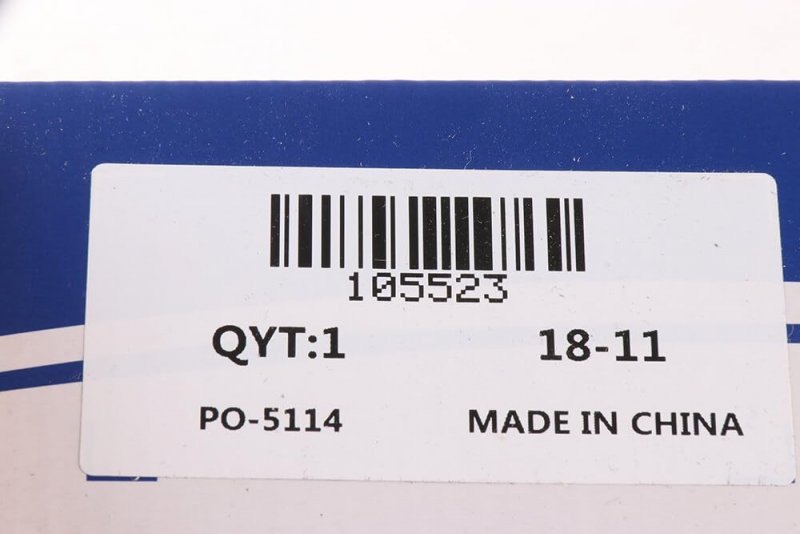 105523
QYT:1 18-11
PO-5114 MADE IN CHINA